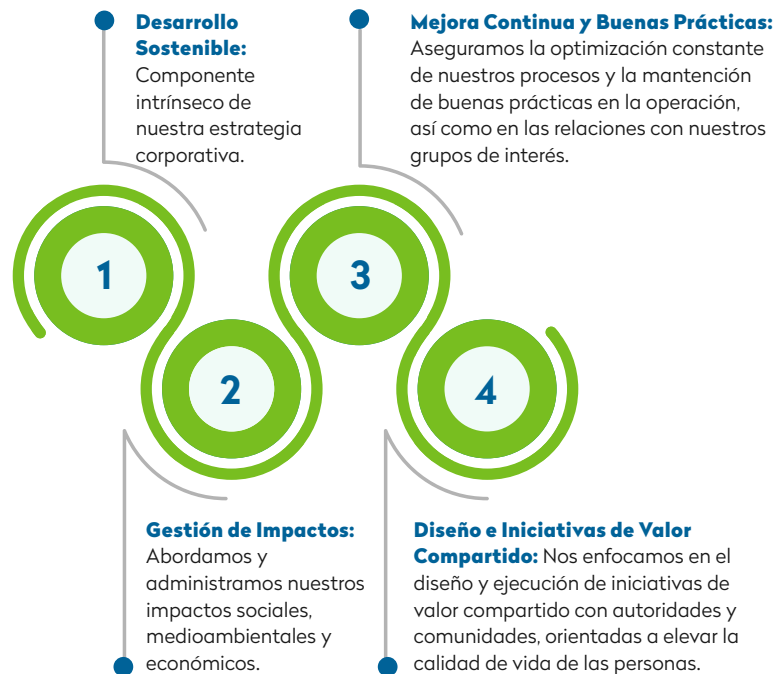 Desarrollo
Sostenible:
Componente
intrínseco de
nuestra estrategia
corporativa.
Mejora Continua y Buenas Prácticas:
Aseguramos la optimización constante
de nuestros procesos y la mantención
de buenas prácticas en la operación,
así como en las relaciones con nuestros
grupos de interés.
1
3
2
4
Gestión de Impactos:
Abordamos y
administramos nuestros
impactos sociales,
medioambientales y
económicos.
Diseño e Iniciativas de Valor
Compartido: Nos enfocamos en el
diseño y ejecución de iniciativas de
valor compartido con autoridades y
comunidades, orientadas a elevar la
calidad de vida de las personas.